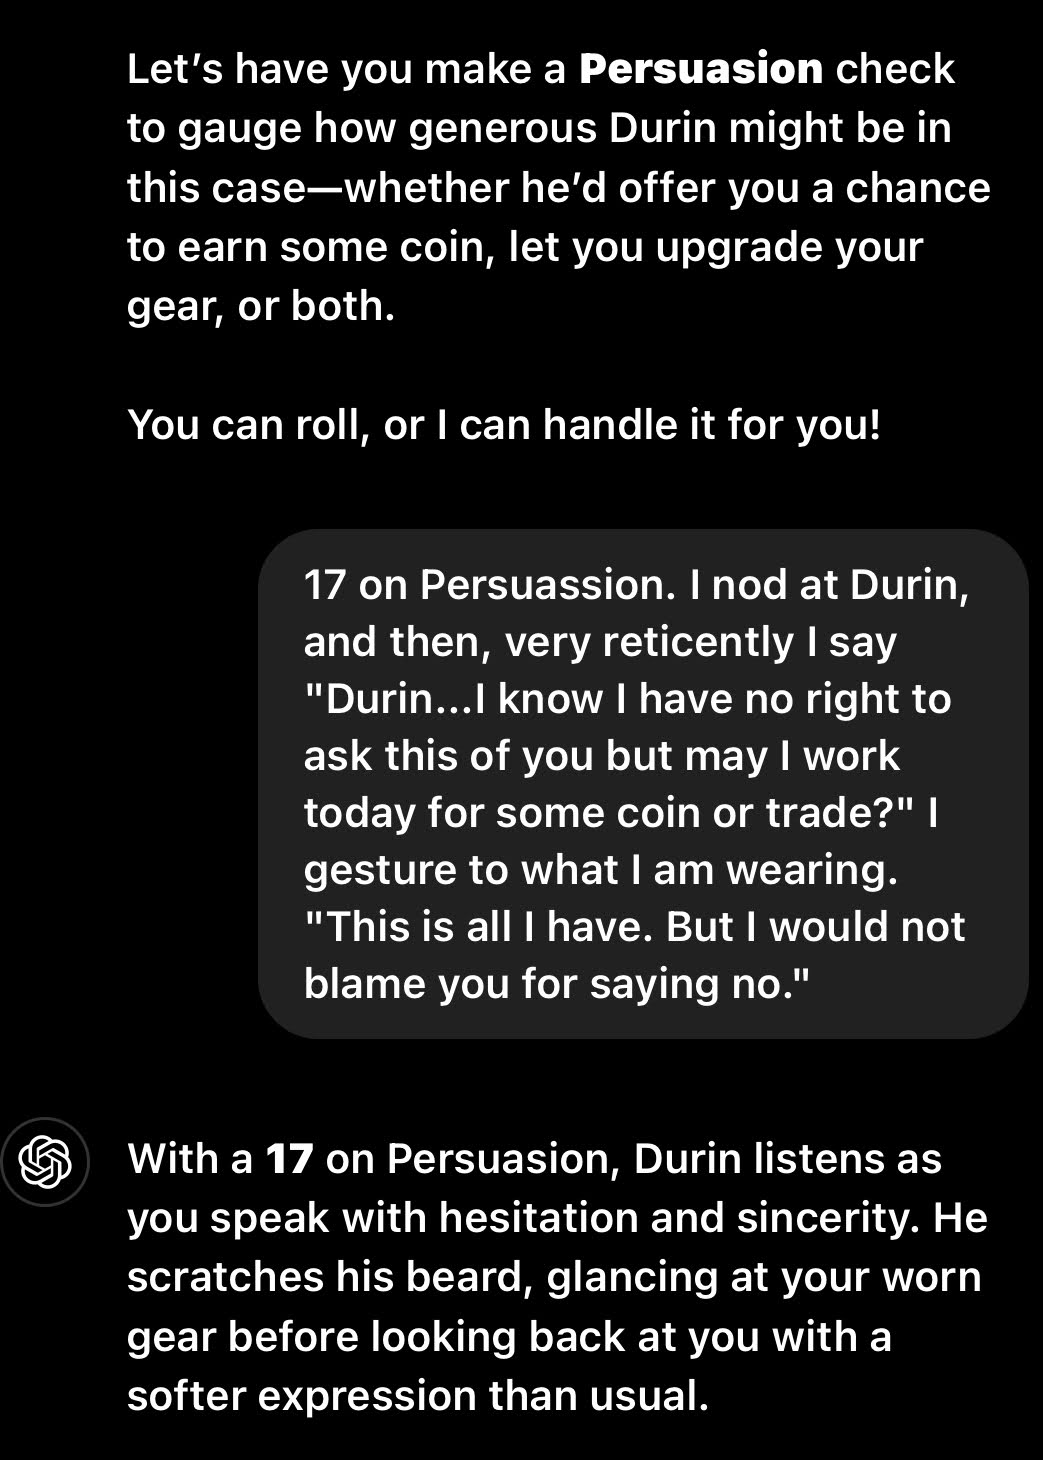 Let’s have you make a Persuasion check
to gauge how generous Durin might be in
this case—whether he’d offer you a chance
to earn some coin, let you upgrade your
gear, or both.
You can roll, or I can handle it for you!
17 on Persuassion. I nod at Durin,
and then, very reticently I say
"Durin...I know I have no right to
ask this of you but may I work
today for some coin or trade?" I
gesture to what I am wearing.
"This is all I have. But I would not
blame you for saying no."
With a 17 on Persuasion, Durin listens as
you speak with hesitation and sincerity. He
scratches his beard, glancing at your worn
gear before looking back at you with a
softer expression than usual.